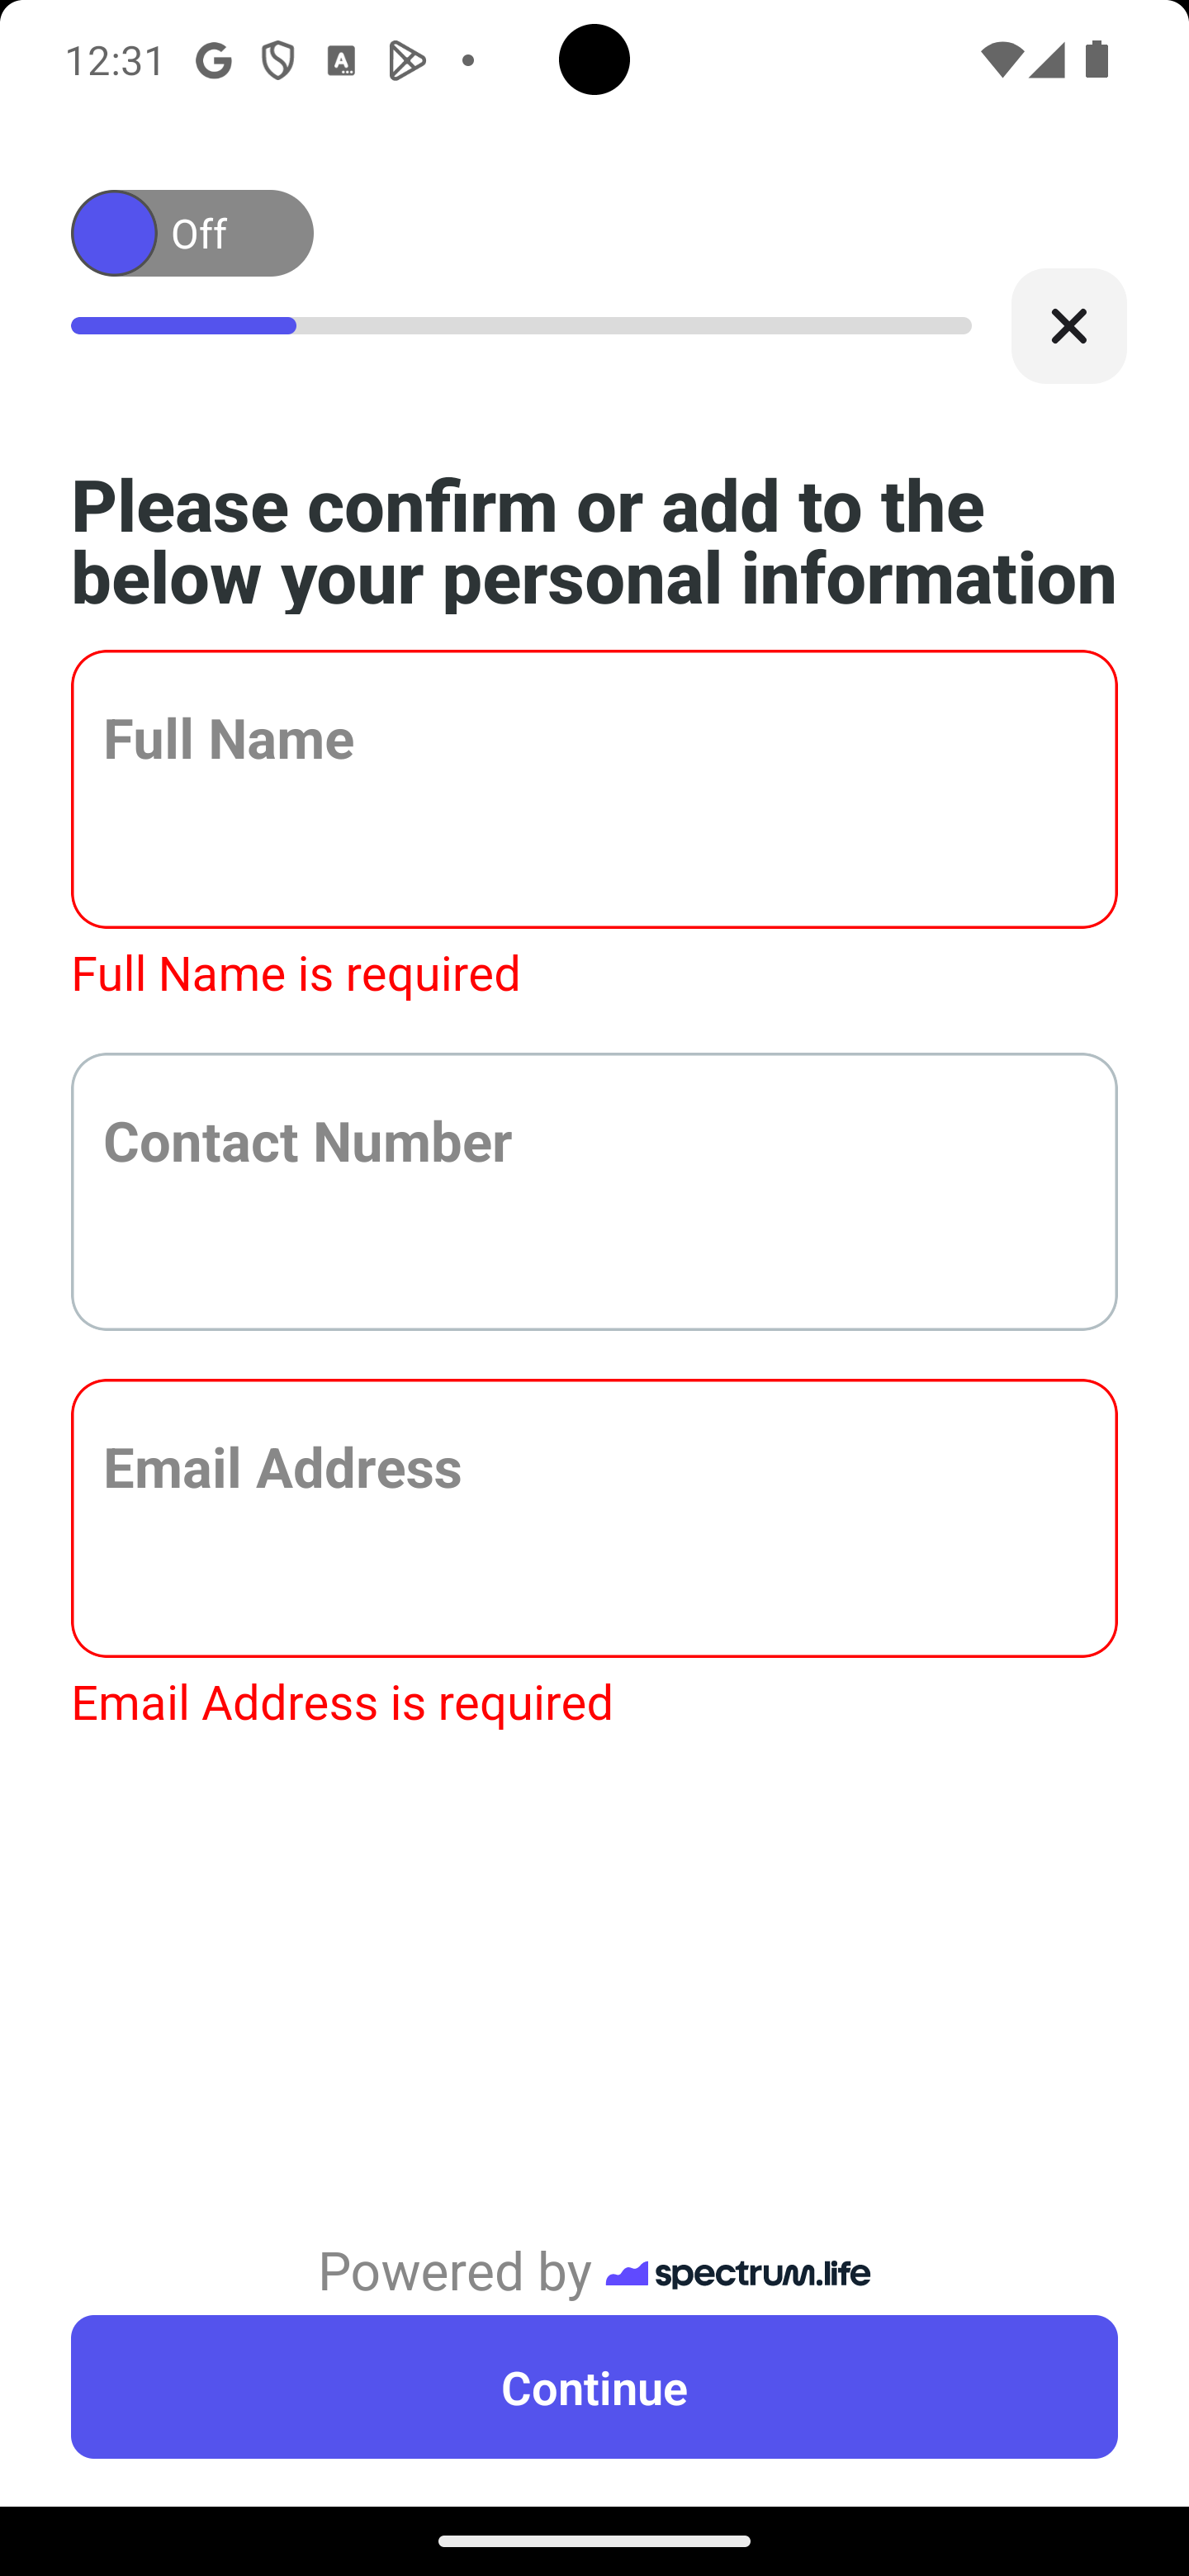 12:31
Off
Please confirm or add to the
below your personal information
Full Name
Full Name is required
Contact Number
Email Address
Email Address is required
Powered by spectrum.life
Continue